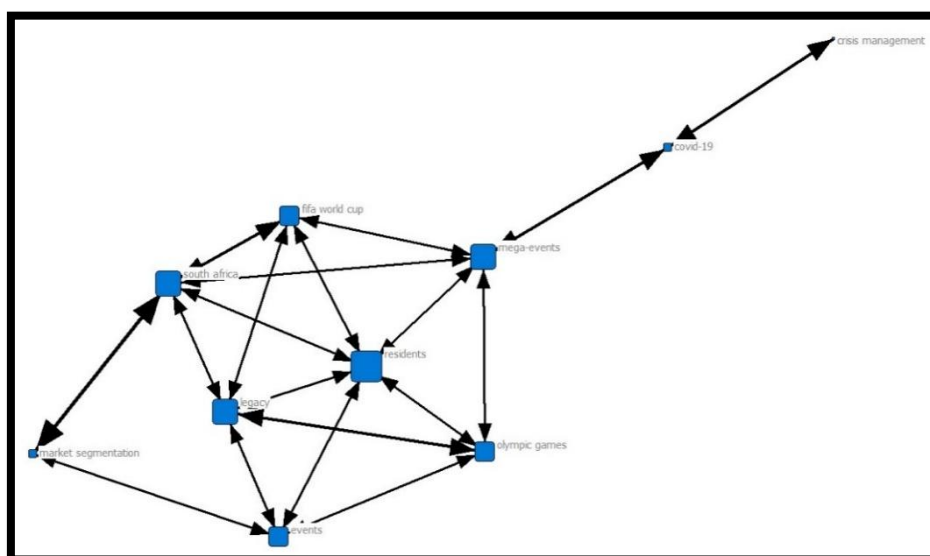 crisis management
covid-19
fifa world cup
mega-events
south africa
residents
legacy
olympic games
market segmentation
events